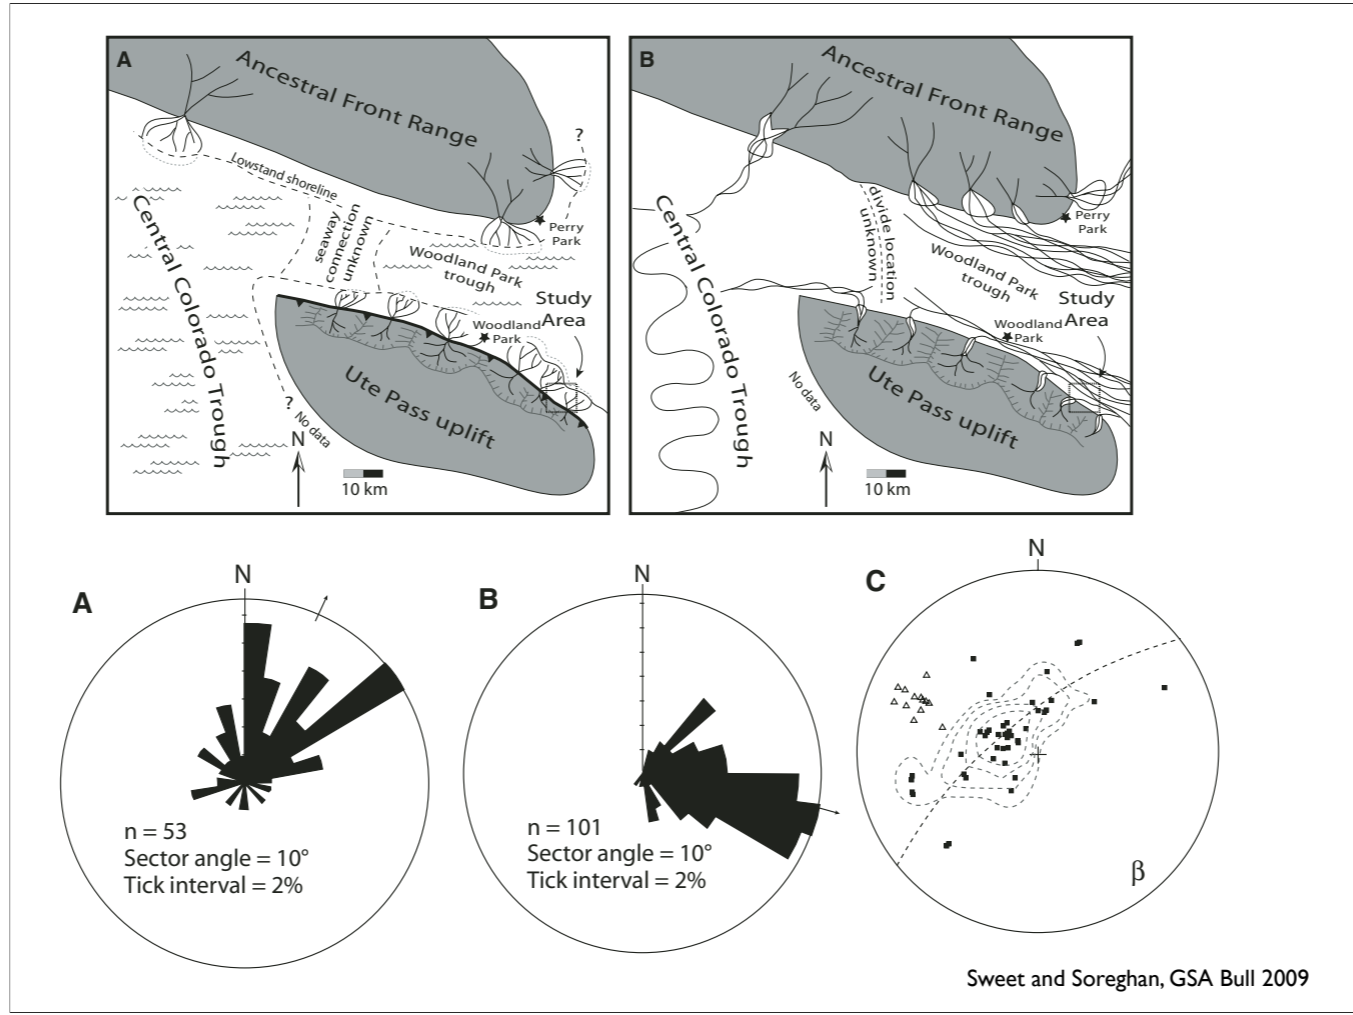 A
Ancestral Front Range
?
Lowstand shoreline
Perry
Park
seaway
connection
unknown
Woodland Park
trough
Central Colorado Trough
Study
Area
Woodland
Park
Ute Pass uplift
?
No data
N
10 km
B
Ancestral Front Range
divide location
unknown
Perry
Park
Woodland Park
trough
Central Colorado Trough
Study
Area
Woodland
Park
Ute Pass uplift
No data
N
10 km
A
N
n = 53
Sector angle = 10°
Tick interval = 2%
B
N
n = 101
Sector angle = 10°
Tick interval = 2%
C
N
β
Sweet and Soreghan, GSA Bull 2009